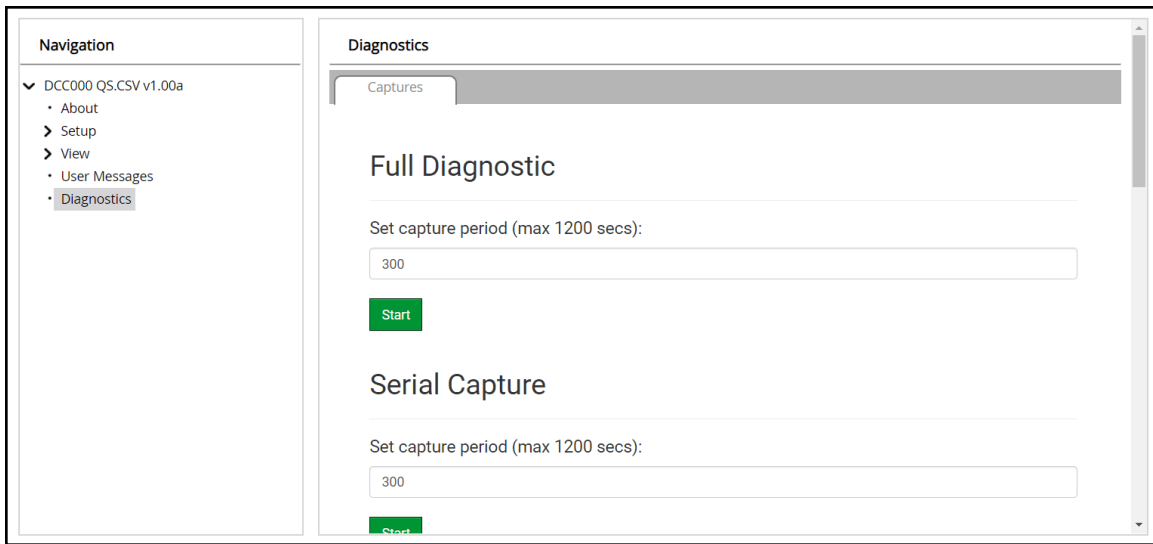 Navigation
DCC000 QS.CSV v1.00a
About
Setup
View
User Messages
Diagnostics
Diagnostics
Captures
Full Diagnostic
Set capture period (max 1200 secs):
300
Start
Serial Capture
Set capture period (max 1200 secs):
300
Start